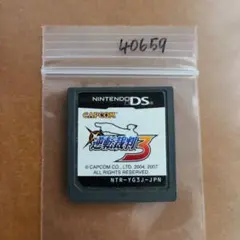 40659
NINTENDO DS
CAPCOM
逆転裁判3
©CAPCOM CO., LTD. 2004, 2007
ALL RIGHTS RESERVED.
NTR-YG3J-JPN